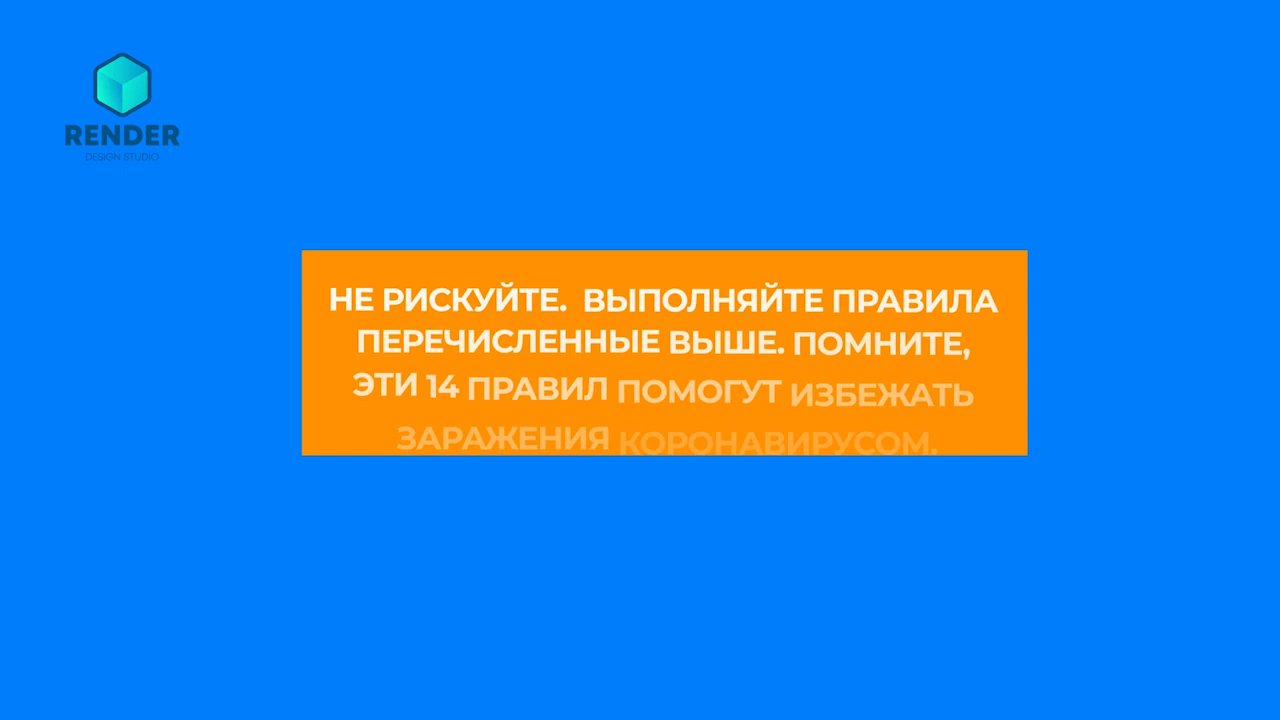 RENDER
DESIGN STUDIO
НЕ РИСКУЙТЕ. ВЫПОЛНЯЙТЕ ПРАВИЛА
ПЕРЕЧИСЛЕННЫЕ ВЫШЕ. ПОМНИТЕ,
ЭТИ 14 ПРАВИЛ ПОМОГУТ ИЗБЕЖАТЬ
ЗАРАЖЕНИЯ КОРОНАВИРУСОМ.